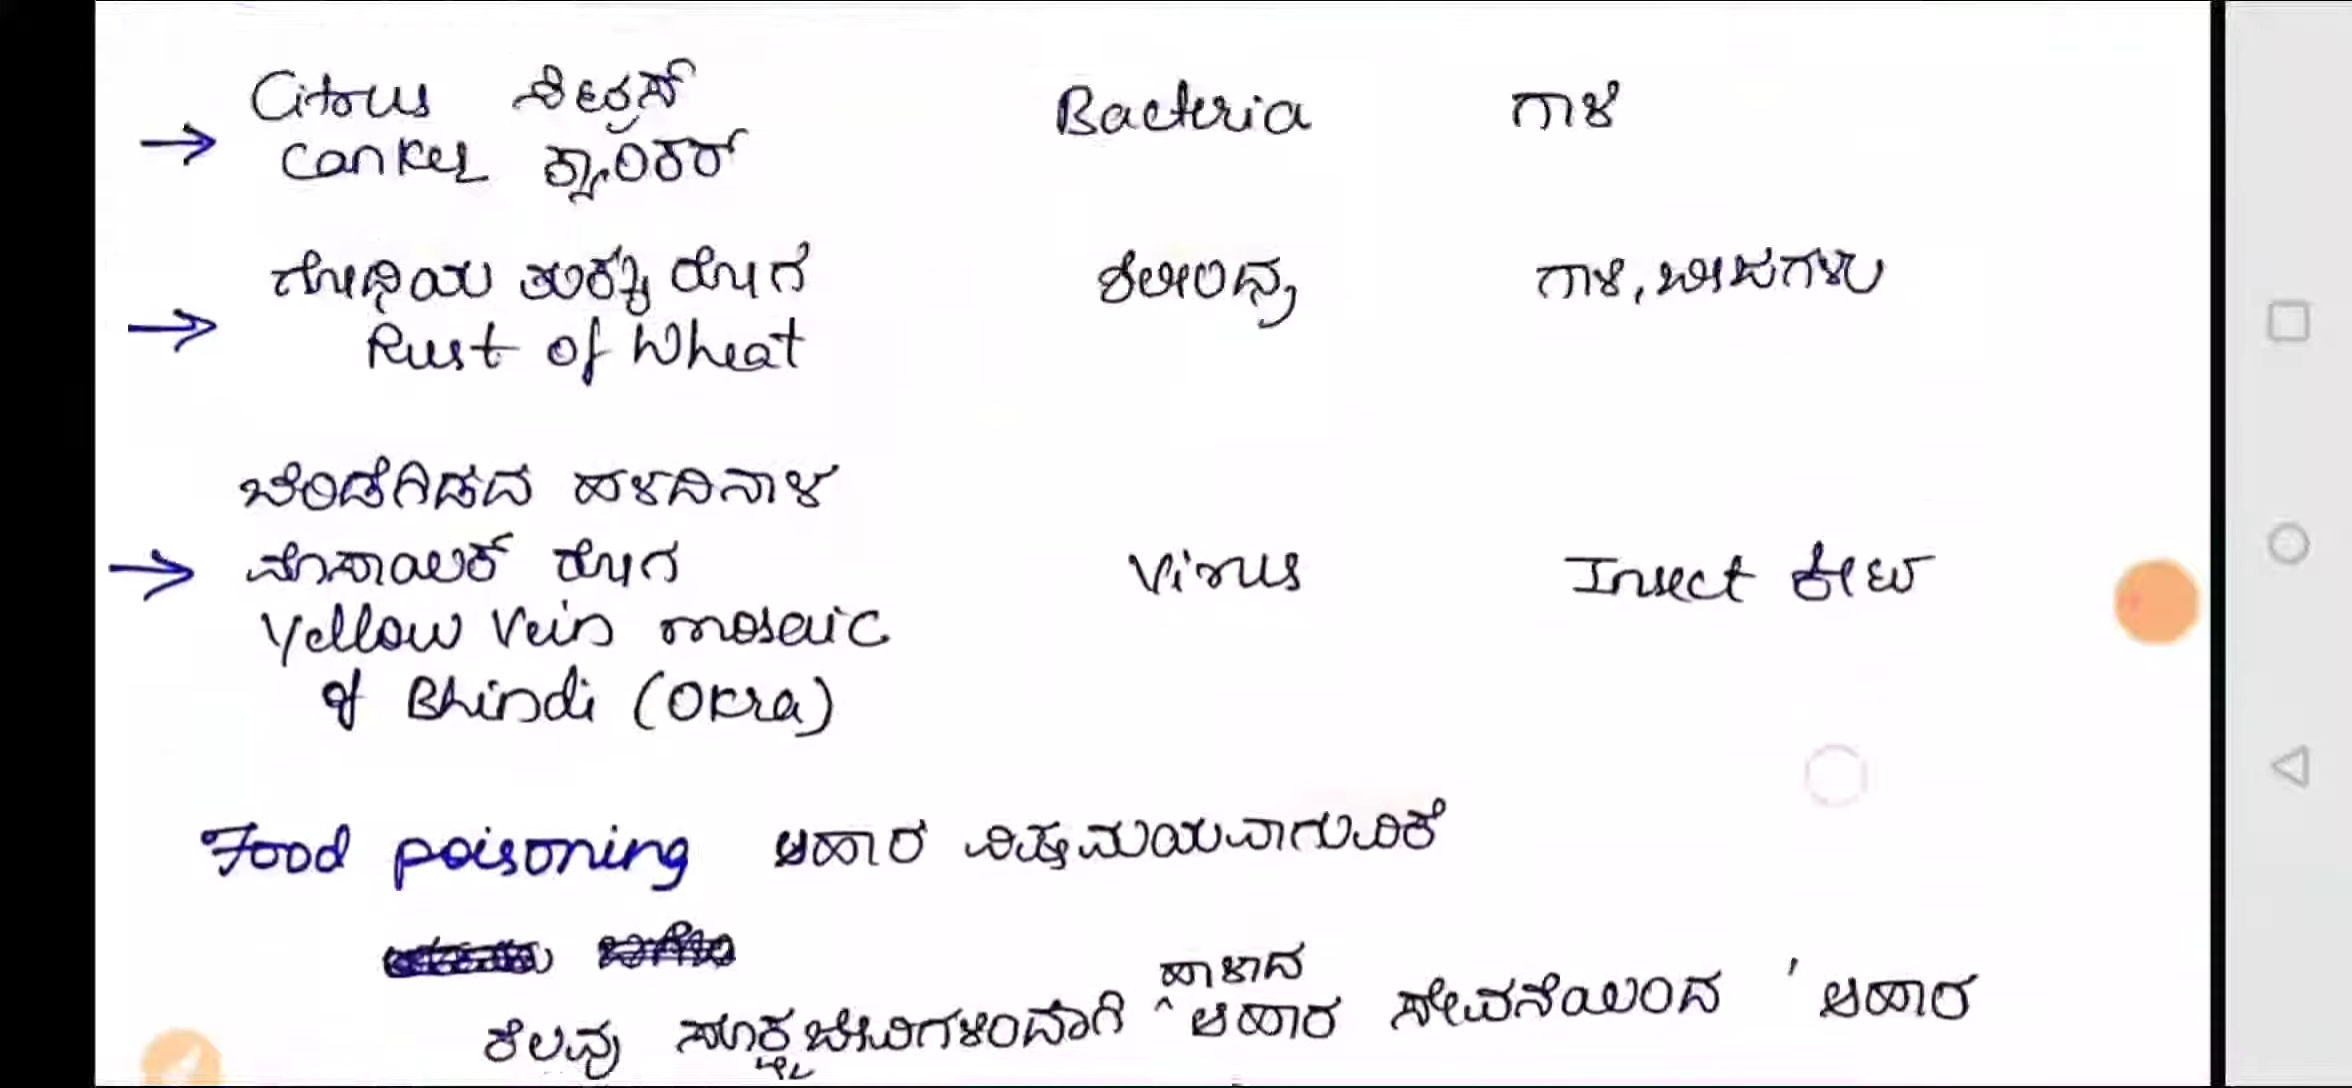 Citrus ಸಿಟ್ರಸ್ Bacteria ಗಾಳಿ
canker ಕ್ಯಾಂಕರ್
ಗೋಧಿಯ ತುಕ್ಕು ರೋಗ ಶಿಲೀಂಧ್ರ ಗಾಳಿ, ಬೀಜಗಳು
Rust of Wheat
ಬೆಂಡೆಗಿಡದ ಹಳದಿನಾಳ
ಮೊಸಾಯಿಕ್ ರೋಗ Virus Insect ಕೀಟ
Yellow Vein mosaic
of Bhindi (Okra)
Food poisoning ಆಹಾರ ವಿಷಮಯವಾಗುವಿಕೆ
ಹಾಳಾದ
ಕೆಲವು ಸೂಕ್ಷ್ಮಜೀವಿಗಳಿಂದಾಗಿ ^ ಆಹಾರ ಸೇವನೆಯಿಂದ ' ಆಹಾರ